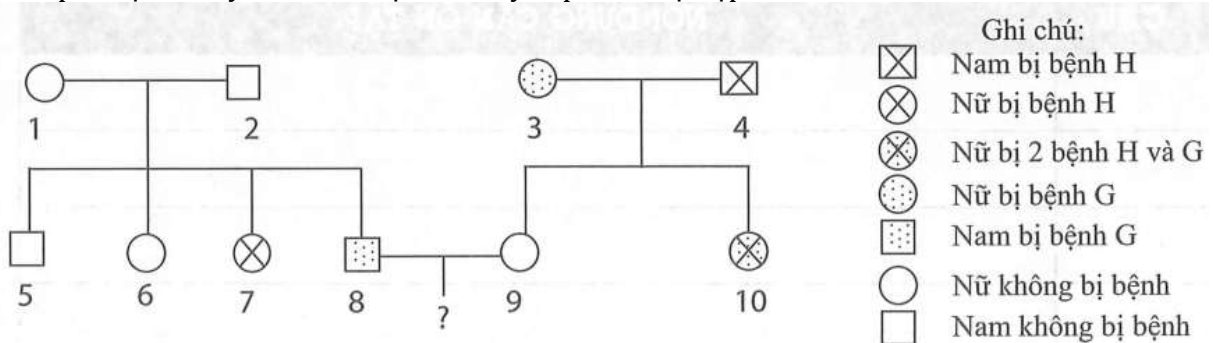 Ghi chú:
Nam bị bệnh H
Nữ bị bệnh H
Nữ bị 2 bệnh H và G
Nữ bị bệnh G
Nam bị bệnh G
Nữ không bị bệnh
Nam không bị bệnh
1 2 3 4
5 6 7 8 9 10
?